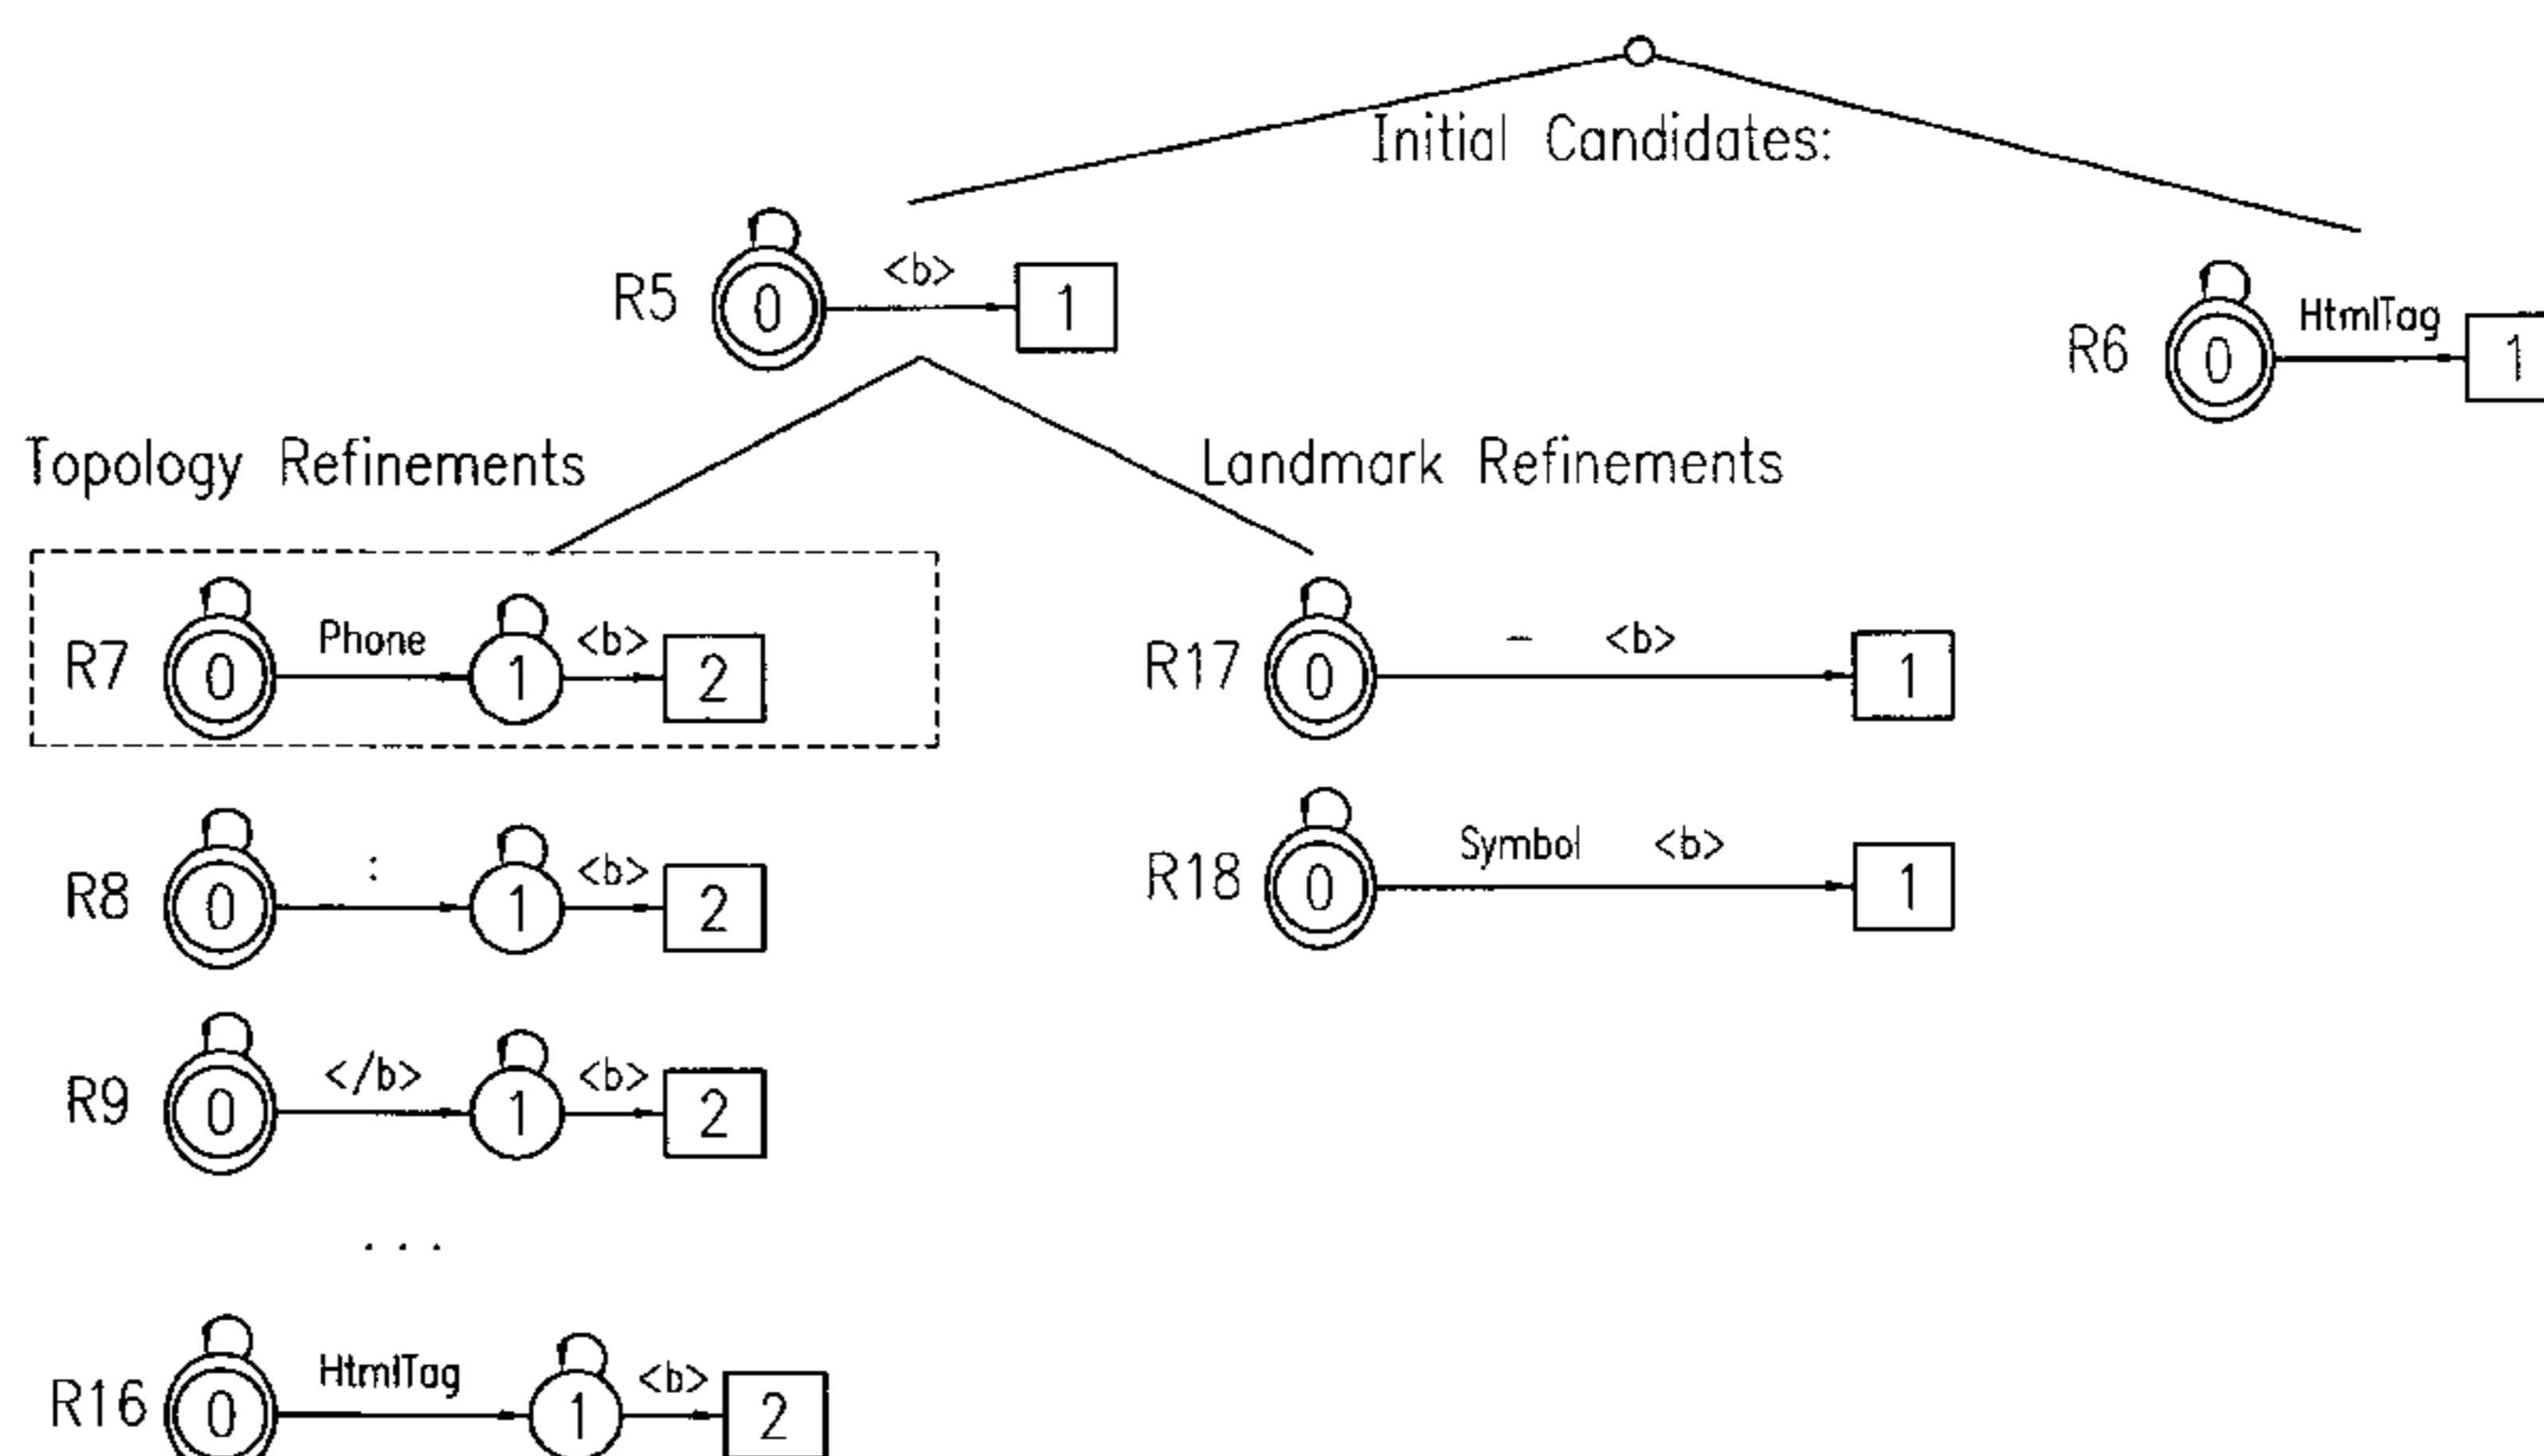 Initial Candidates:
R5 0 <b> 1
R6 0 HtmlTag 1
Topology Refinements
Landmark Refinements
R7 0 Phone 1 <b> 2
R17 0 – <b> 1
R8 0 : 1 <b> 2
R18 0 Symbol <b> 1
R9 0 </b> 1 <b> 2
. . .
R16 0 HtmlTag 1 <b> 2